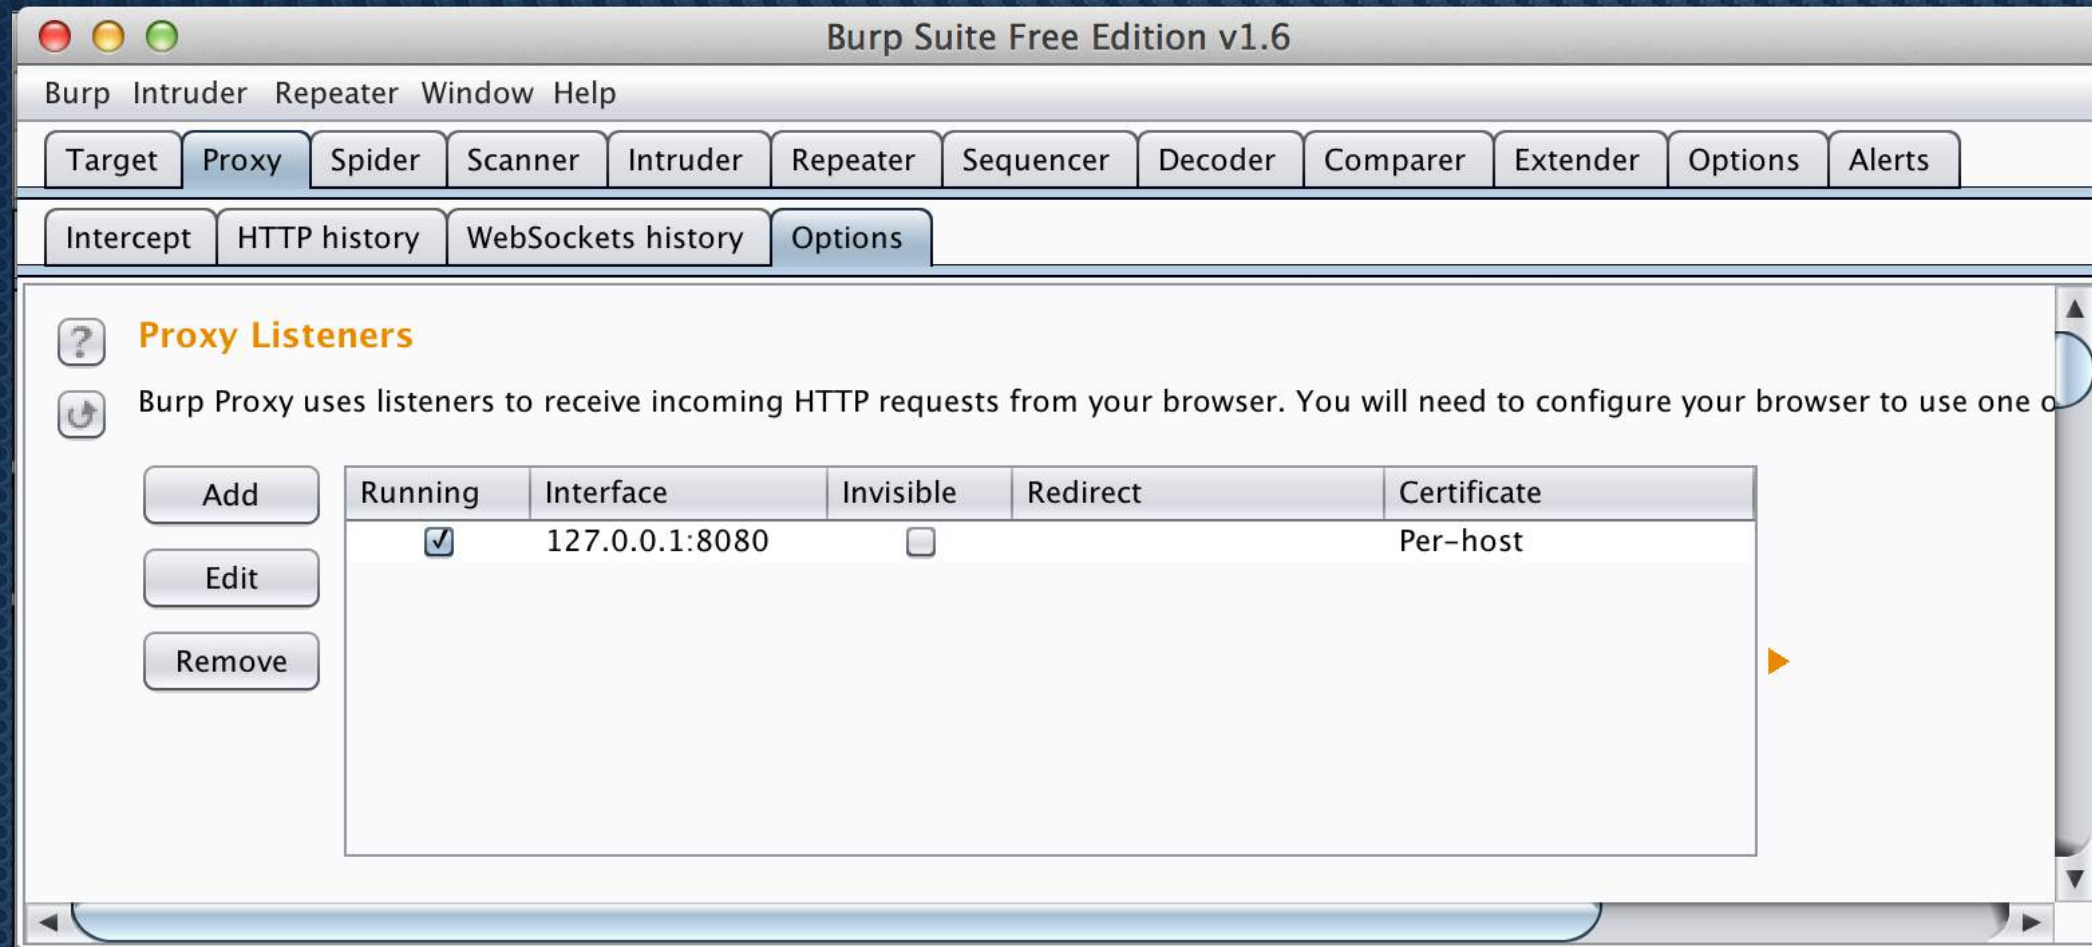 Burp Suite Free Edition v1.6
Burp Intruder Repeater Window Help
Target Proxy Spider Scanner Intruder Repeater Sequencer Decoder Comparer Extender Options Alerts
Intercept HTTP history WebSockets history Options
? Proxy Listeners
Burp Proxy uses listeners to receive incoming HTTP requests from your browser. You will need to configure your browser to use one
Add Running Interface Invisible Redirect Certificate
127.0.0.1:8080 Per-host
Edit
Remove